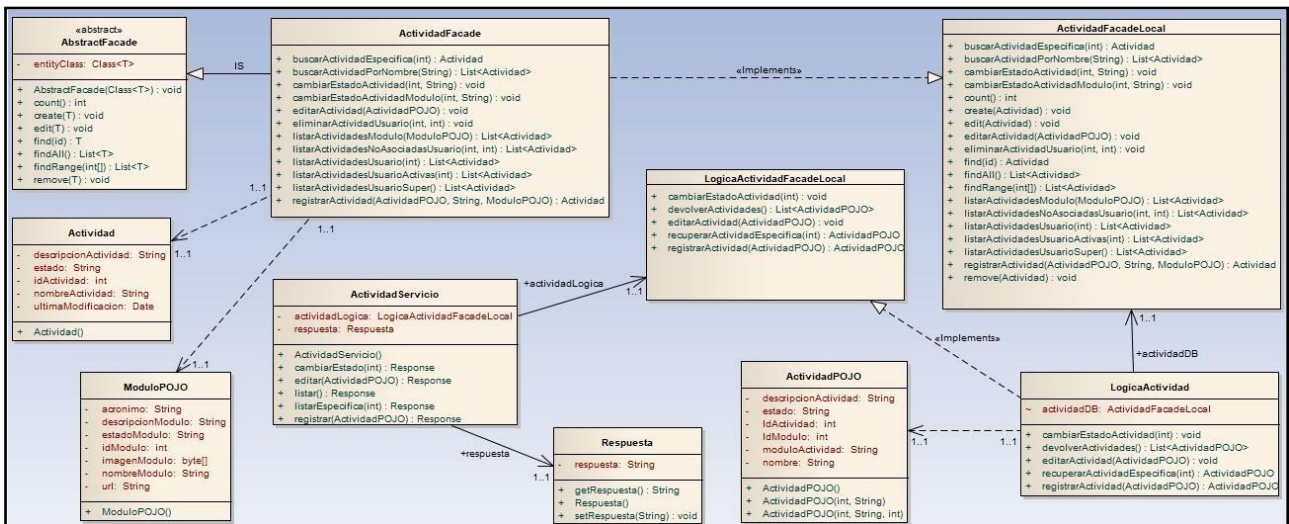 «abstract»
AbstractFacade
- entityClass: Class<T>
+ AbstractFacade(Class<T>) : void
+ count() : int
+ create(T) : void
+ edit(T) : void
+ find(id) : T
+ findAll() : List<T>
+ findRange(int[]) : List<T>
+ remove(T) : void
IS
ActividadFacade
+ buscarActividadEspecifica(int) : Actividad
+ buscarActividadPorNombre(String) : List<Actividad>
+ cambiarEstadoActividad(int, String) : void
+ cambiarEstadoActividadModulo(int, String) : void
+ editarActividad(ActividadPOJO) : void
+ eliminarActividadUsuario(int, int) : void
+ listarActividadesModulo(ModuloPOJO) : List<Actividad>
+ listarActividadesNoAsociadasUsuario(int, int) : List<Actividad>
+ listarActividadesUsuario(int) : List<Actividad>
+ listarActividadesUsuarioActivas(int) : List<Actividad>
+ listarActividadesUsuarioSuper() : List<Actividad>
+ registrarActividad(ActividadPOJO, String, ModuloPOJO) : Actividad
«Implements»
ActividadFacadeLocal
+ buscarActividadEspecifica(int) : Actividad
+ buscarActividadPorNombre(String) : List<Actividad>
+ cambiarEstadoActividad(int, String) : void
+ cambiarEstadoActividadModulo(int, String) : void
+ count() : int
+ create(Actividad) : void
+ edit(Actividad) : void
+ editarActividad(ActividadPOJO) : void
+ eliminarActividadUsuario(int, int) : void
+ find(id) : Actividad
+ findAll() : List<Actividad>
+ findRange(int[]) : List<Actividad>
+ listarActividadesModulo(ModuloPOJO) : List<Actividad>
+ listarActividadesNoAsociadasUsuario(int, int) : List<Actividad>
+ listarActividadesUsuario(int) : List<Actividad>
+ listarActividadesUsuarioActivas(int) : List<Actividad>
+ listarActividadesUsuarioSuper() : List<Actividad>
+ registrarActividad(ActividadPOJO, String, ModuloPOJO) : Actividad
+ remove(Actividad) : void
1..1
1..1
1..1
1..1
Actividad
- descripcionActividad: String
- estado: String
- idActividad: int
- nombreActividad: String
- ultimaModificacion: Date
+ Actividad()
LogicaActividadFacadeLocal
+ cambiarEstadoActividad(int) : void
+ devolverActividades() : List<ActividadPOJO>
+ editarActividad(ActividadPOJO) : void
+ recuperarActividadEspecifica(int) : ActividadPOJO
+ registrarActividad(ActividadPOJO) : ActividadPOJO
+actividadLogica
1..1
ActividadServicio
- actividadLogica: LogicaActividadFacadeLocal
- respuesta: Respuesta
+ ActividadServicio()
+ cambiarEstado(int) : Response
+ editar(ActividadPOJO) : Response
+ listar() : Response
+ listarEspecifica(int) : Response
+ registrar(ActividadPOJO) : Response
«Implements»
1..1
+actividadDB
ModuloPOJO
- acronimo: String
- descripcionModulo: String
- estadoModulo: String
- idModulo: int
- imagenModulo: byte[]
- nombreModulo: String
- url: String
+ ModuloPOJO()
+respuesta
1..1
Respuesta
- respuesta: String
+ getRespuesta() : String
+ Respuesta()
+ setRespuesta(String) : void
ActividadPOJO
- descripcionActividad: String
- estado: String
- IdActividad: int
- IdModulo: int
- moduloActividad: String
- nombre: String
+ ActividadPOJO()
+ ActividadPOJO(int, String)
+ ActividadPOJO(int, String, int)
1..1
1..1
LogicaActividad
~ actividadDB: ActividadFacadeLocal
+ cambiarEstadoActividad(int) : void
+ devolverActividades() : List<ActividadPOJO>
+ editarActividad(ActividadPOJO) : void
+ recuperarActividadEspecifica(int) : ActividadPOJO
+ registrarActividad(ActividadPOJO) : ActividadPOJO